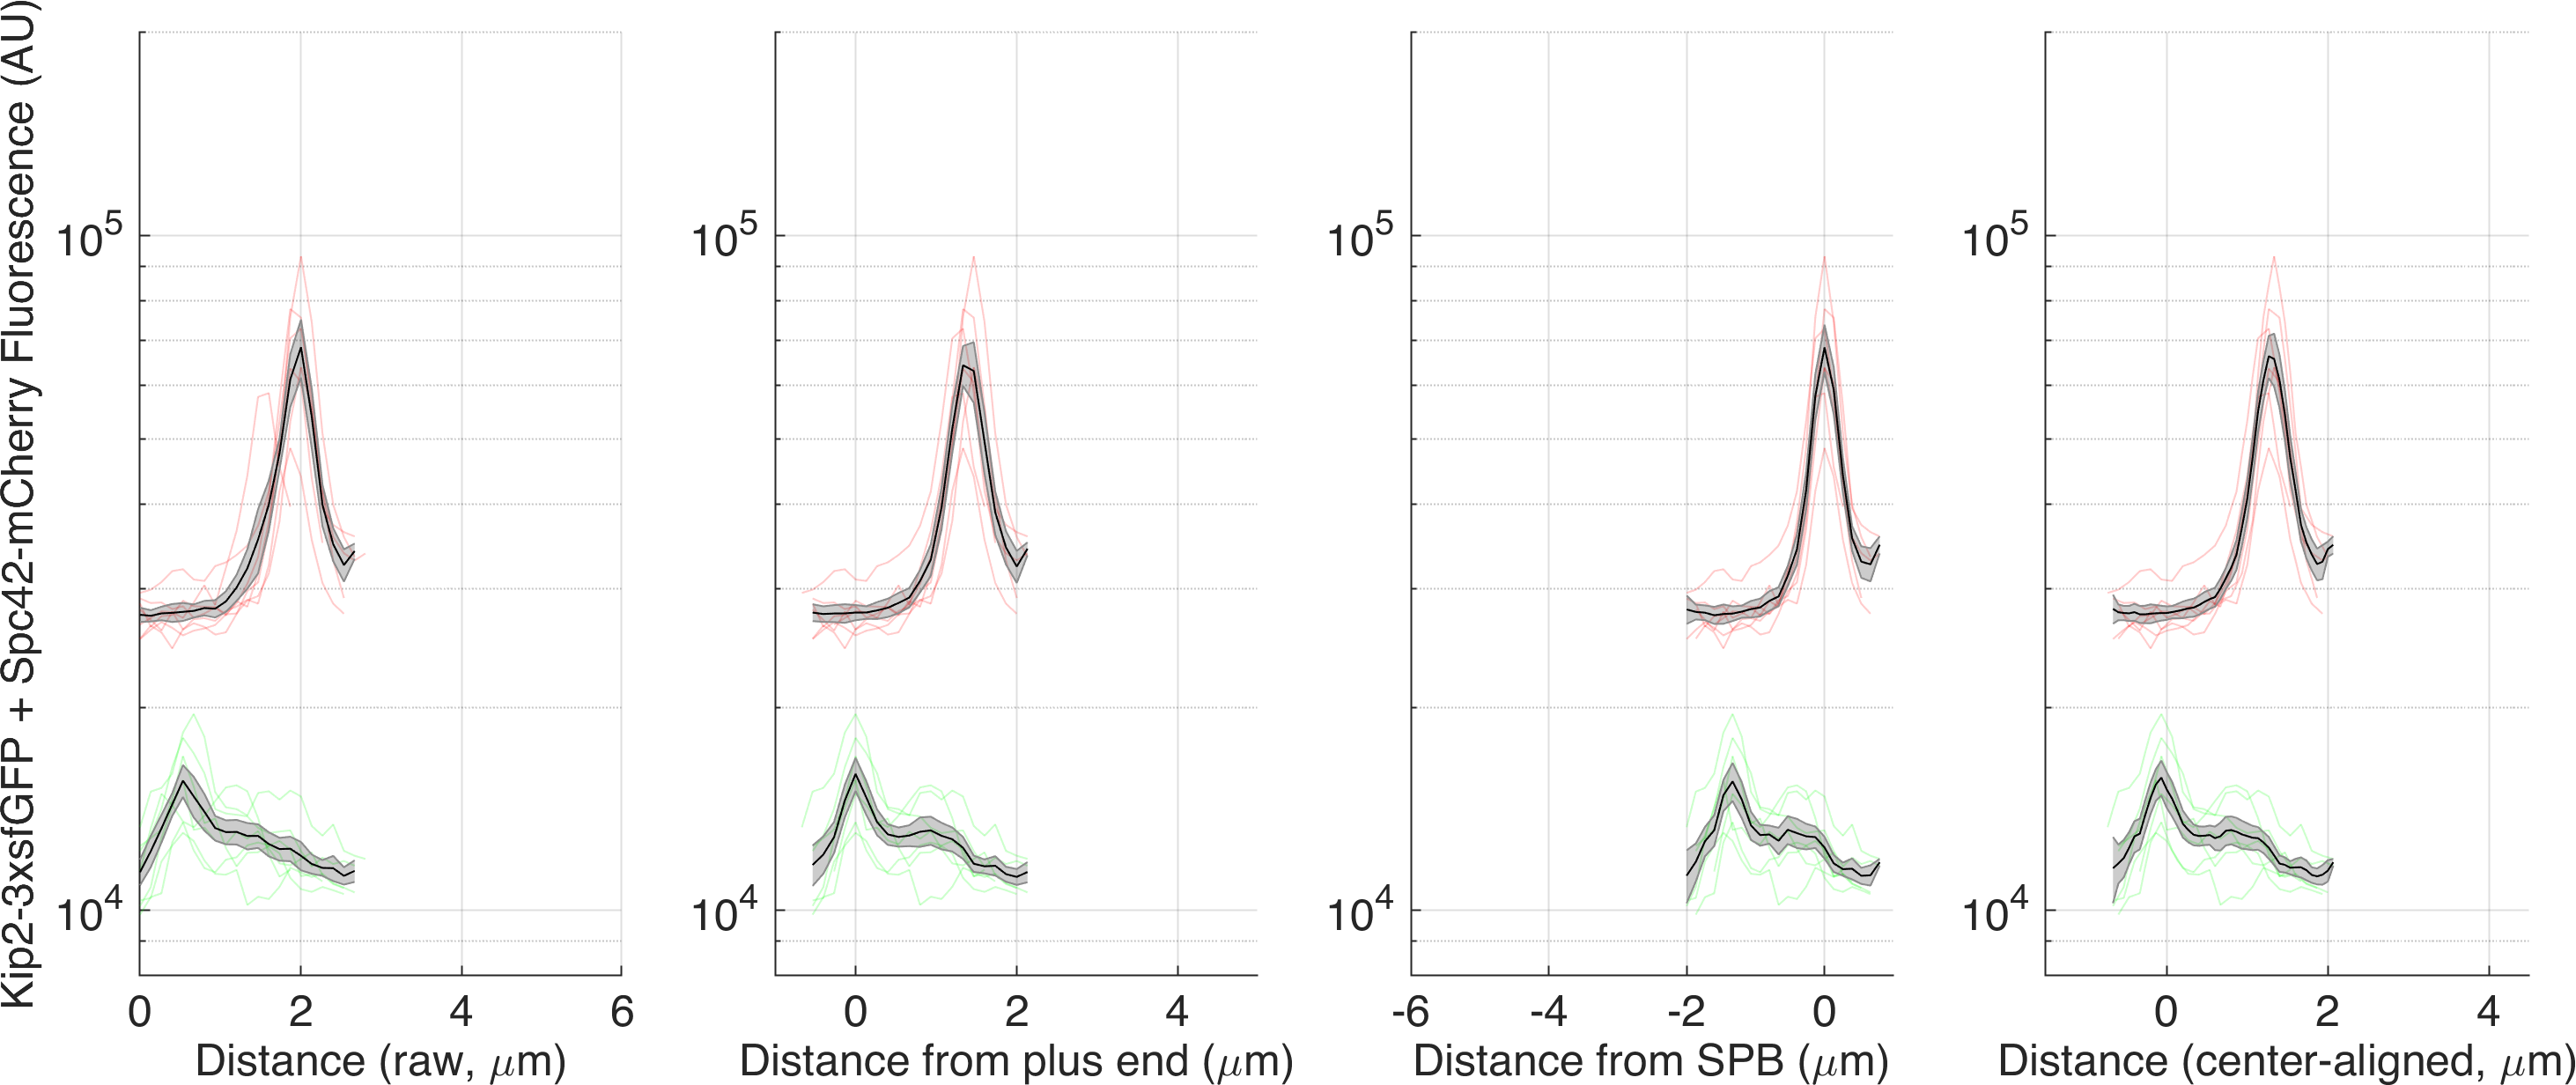 Kip2-3xsfGFP + Spc42-mCherry Fluorescence (AU)
10^5
10^4
0 2 4 6
Distance (raw, μm)
10^5
10^4
0 2 4
Distance from plus end (μm)
10^5
10^4
-6 -4 -2 0
Distance from SPB (μm)
10^5
10^4
0 2 4
Distance (center-aligned, μm)